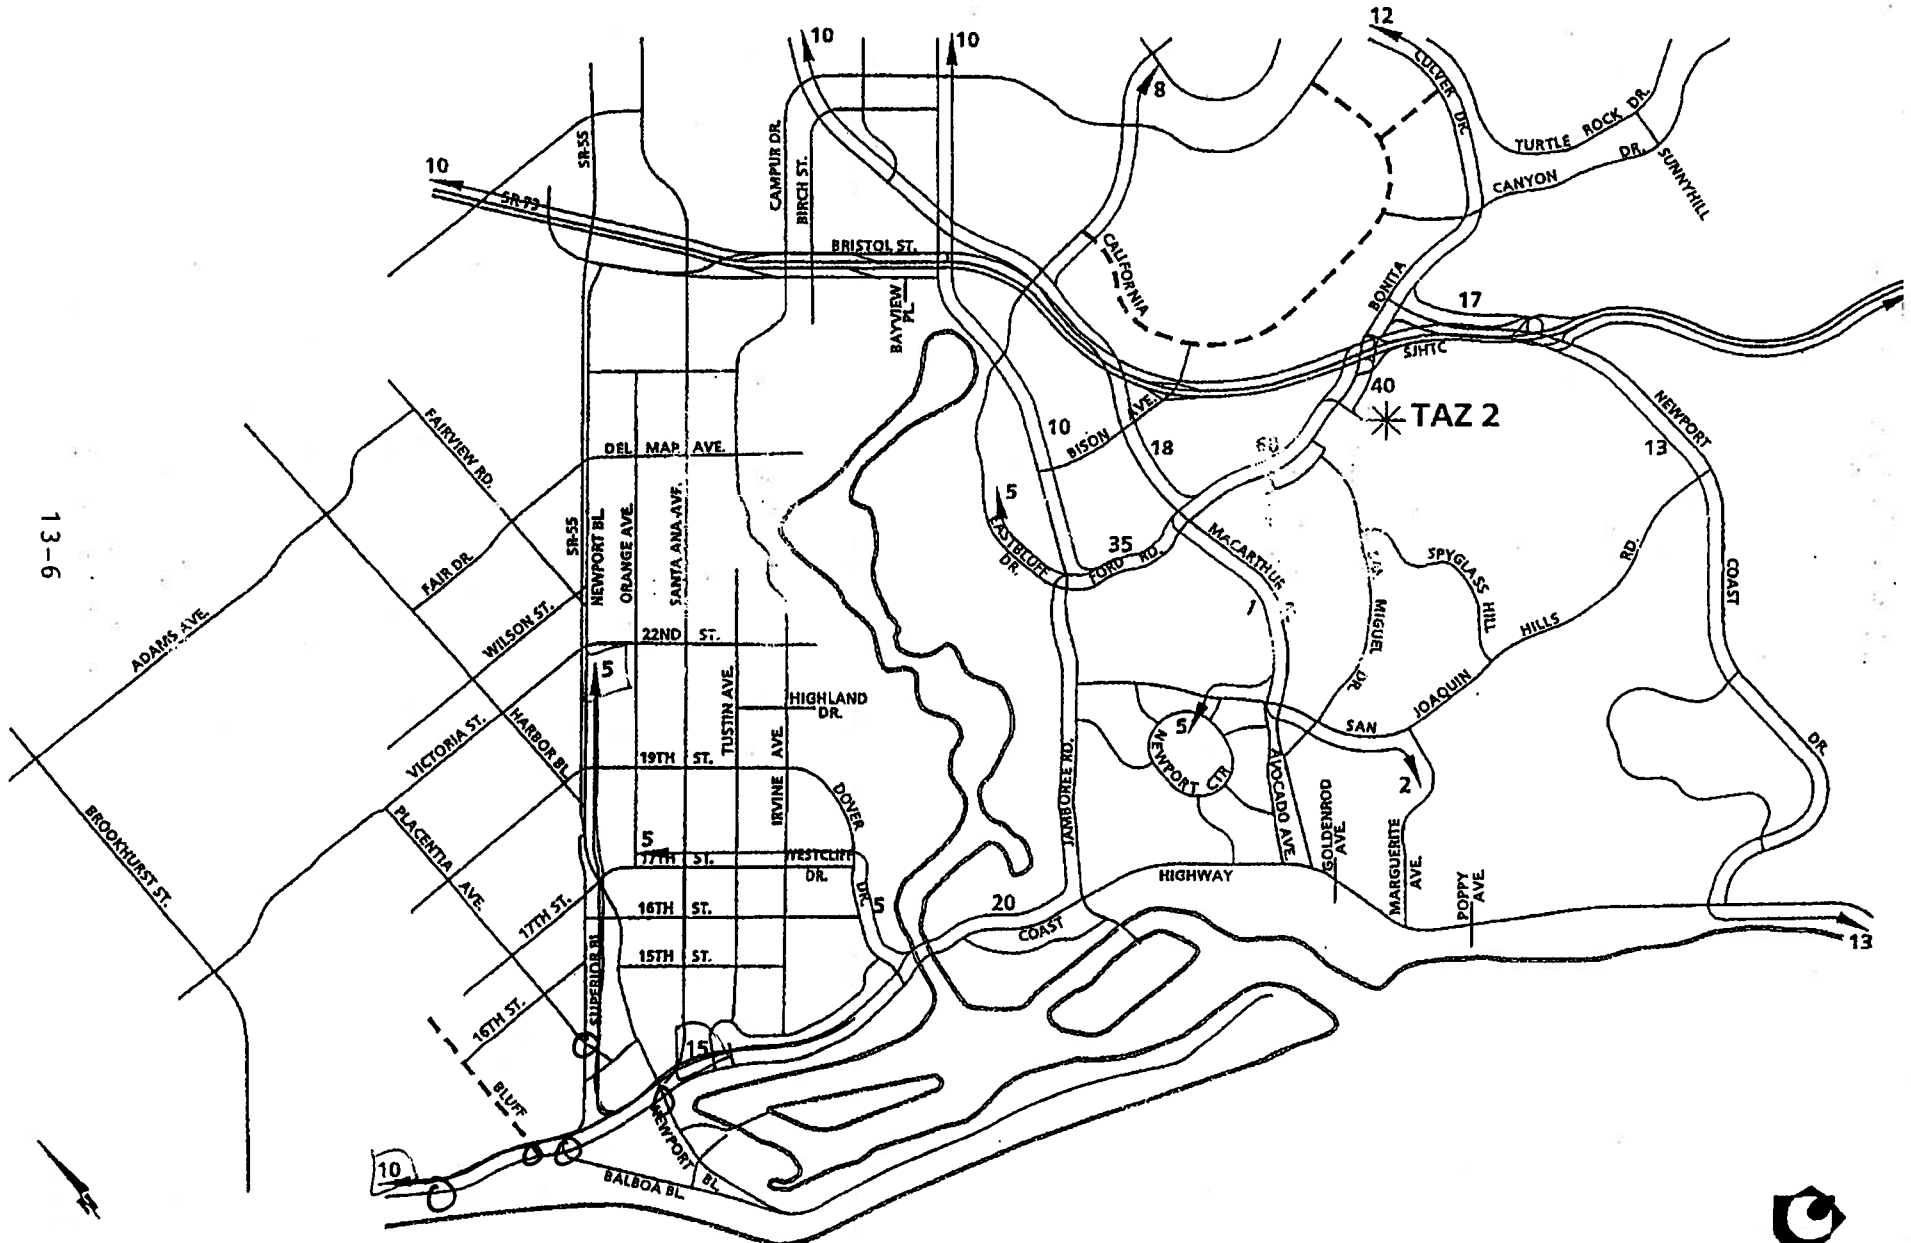 12
10
10
CULVER DR.
8
TURTLE ROCK DR.
SR-55
CAMPUR DR.
BIRCH ST.
10
CANYON DR.
SUNNYHILL
SR-73
BRISTOL ST.
CALIFORNIA
BONITA
17
BAYVIEW PL.
SJHTC
40
TAZ 2
FAIRVIEW RD.
NEWPORT
10
BISON AVE.
18
60
13
DEL MAR AVE.
5
SANTA ANA AVE.
ORANGE AVE.
NEWPORT BL.
SR-55
13-6
EASTBLUFF DR.
35
FORD RD.
MACARTHUR
SPYGLASS HILL
RD.
COAST
FAIR DR.
WILSON ST.
1
MIGUEL DR.
HILLS
ADAMS AVE.
22ND ST.
5
TUSTIN AVE.
HIGHLAND DR.
JOAQUIN
SAN
VICTORIA ST.
HARBOR BL.
5
NEWPORT CTR
DR.
19TH ST.
IRVINE AVE.
DOVER DR.
JAMBOREE RD.
AVOCADO AVE.
2
GOLDENROD AVE.
MARGUERITE AVE.
BROOKHURST ST.
PLACENTIA AVE.
5
17TH ST.
WESTCLIFF DR.
HIGHWAY
POPPY AVE.
5
20
COAST
17TH ST.
16TH ST.
13
15TH ST.
SUPERIOR BL.
16TH ST.
15
BLUFF
NEWPORT BL.
10
BALBOA BL.
N